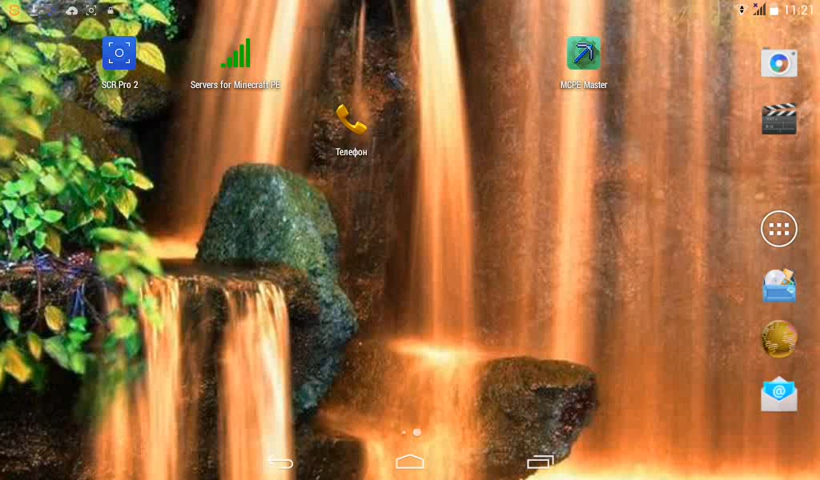 11:21
SCR Pro 2
Servers for Minecraft PE
MCPE Master
Телефон
@